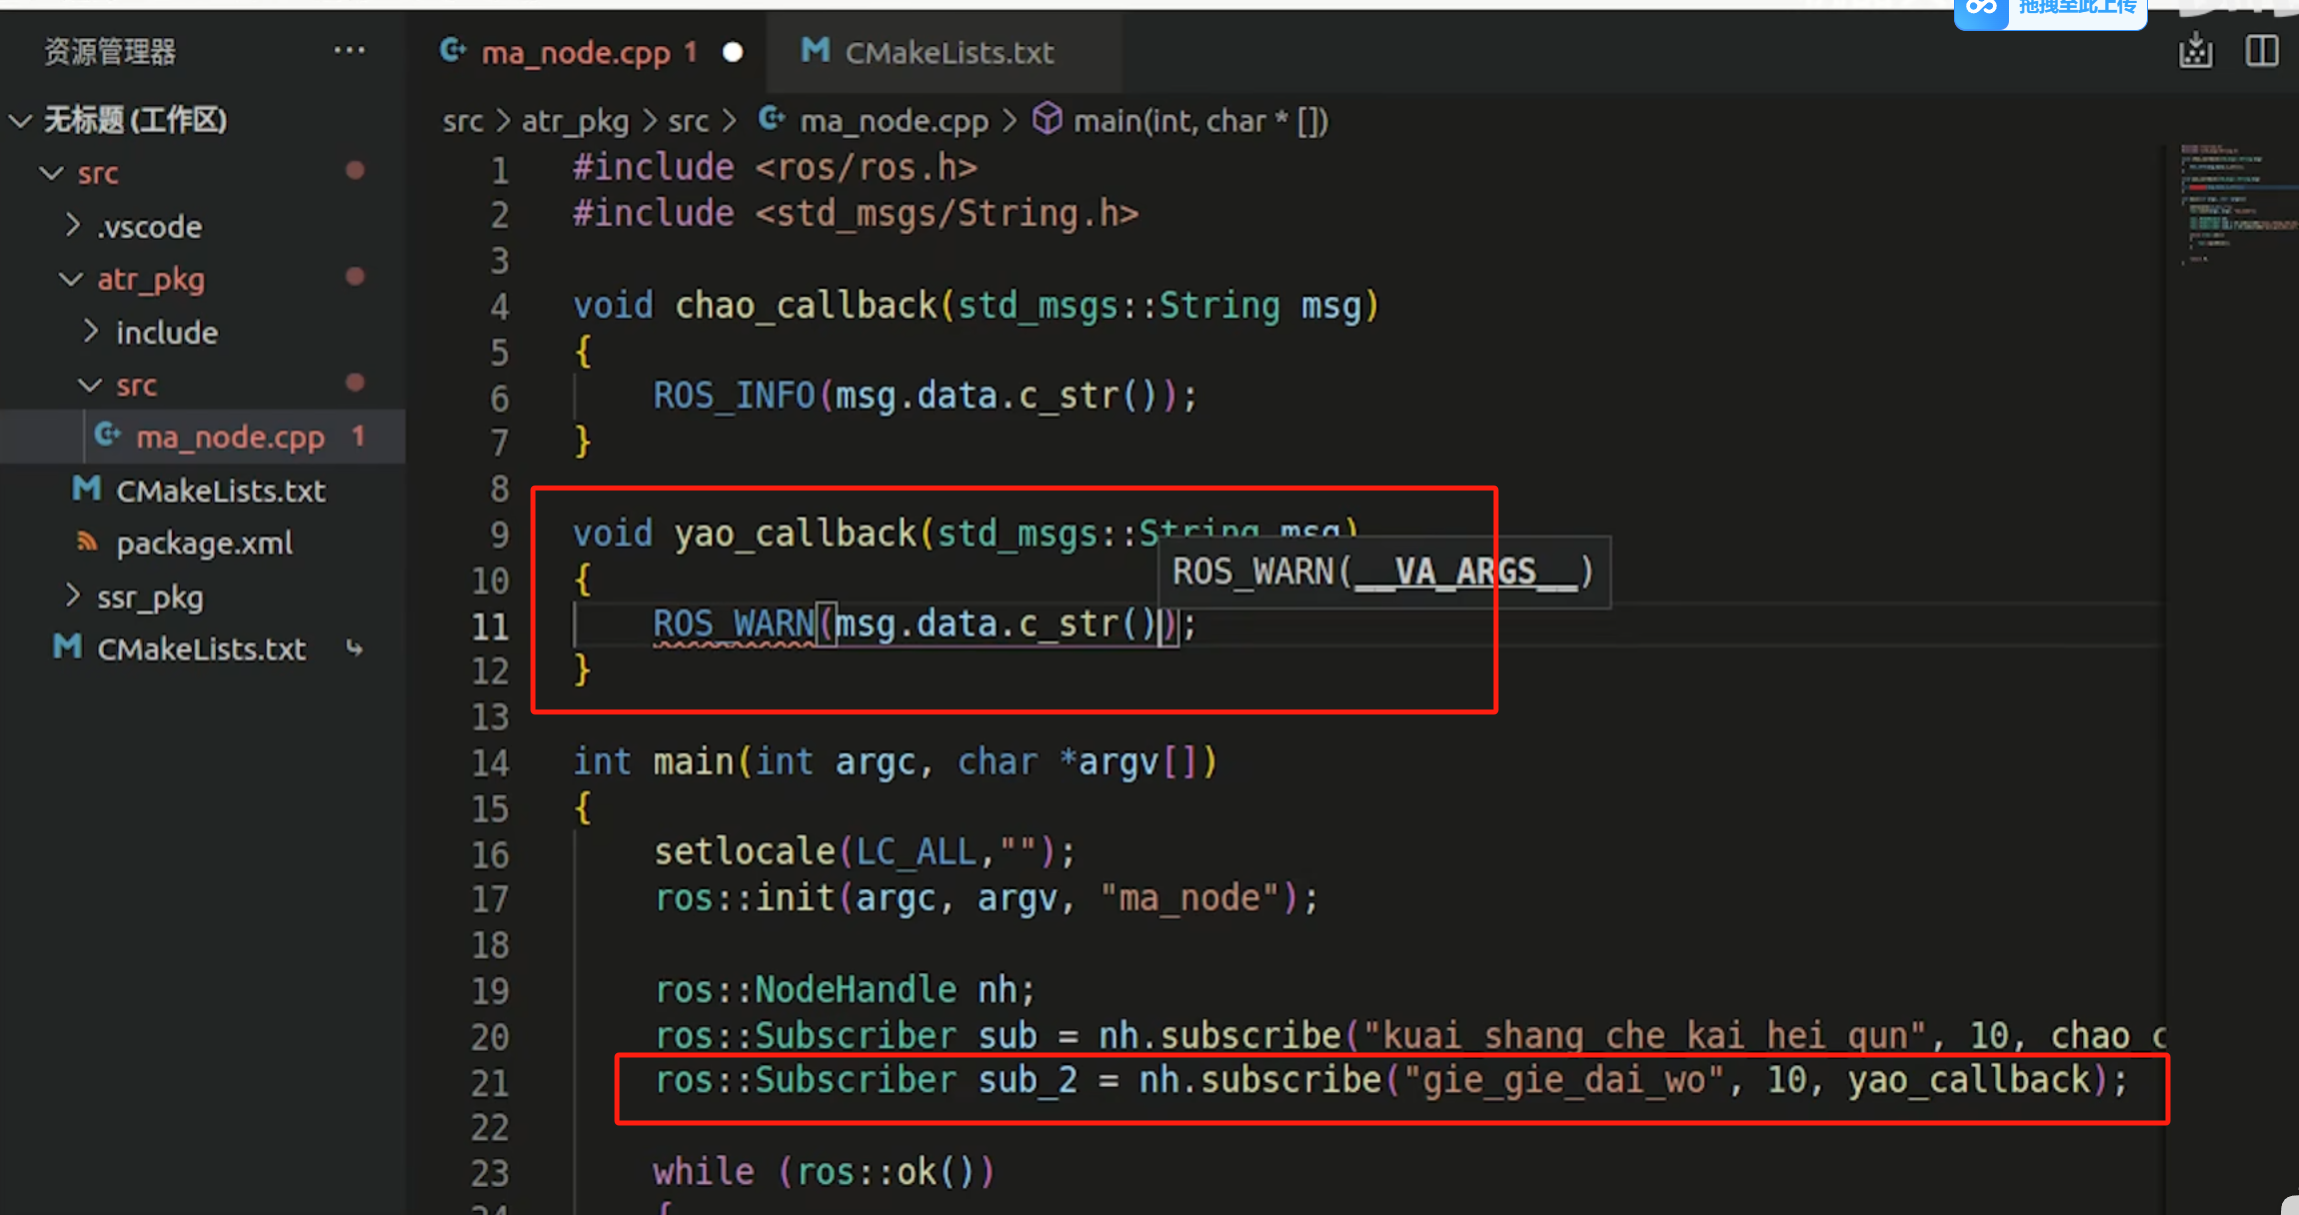 拖拽至此上传
资源管理器 ···
ma_node.cpp 1
CMakeLists.txt
无标题 (工作区)
src
.vscode
atr_pkg
include
src
ma_node.cpp 1
CMakeLists.txt
package.xml
ssr_pkg
CMakeLists.txt
src > atr_pkg > src > ma_node.cpp > main(int, char * [])
1 #include <ros/ros.h>
2 #include <std_msgs/String.h>
3
4 void chao_callback(std_msgs::String msg)
5 {
6 ROS_INFO(msg.data.c_str());
7 }
8
9 void yao_callback(std_msgs::String msg)
ROS_WARN(__VA_ARGS__)
10 {
11 ROS_WARN(msg.data.c_str());
12 }
13
14 int main(int argc, char *argv[])
15 {
16 setlocale(LC_ALL,"");
17 ros::init(argc, argv, "ma_node");
18
19 ros::NodeHandle nh;
20 ros::Subscriber sub = nh.subscribe("kuai_shang_che_kai_hei_qun", 10, chao_c
21 ros::Subscriber sub_2 = nh.subscribe("gie_gie_dai_wo", 10, yao_callback);
22
23 while (ros::ok())
24 {